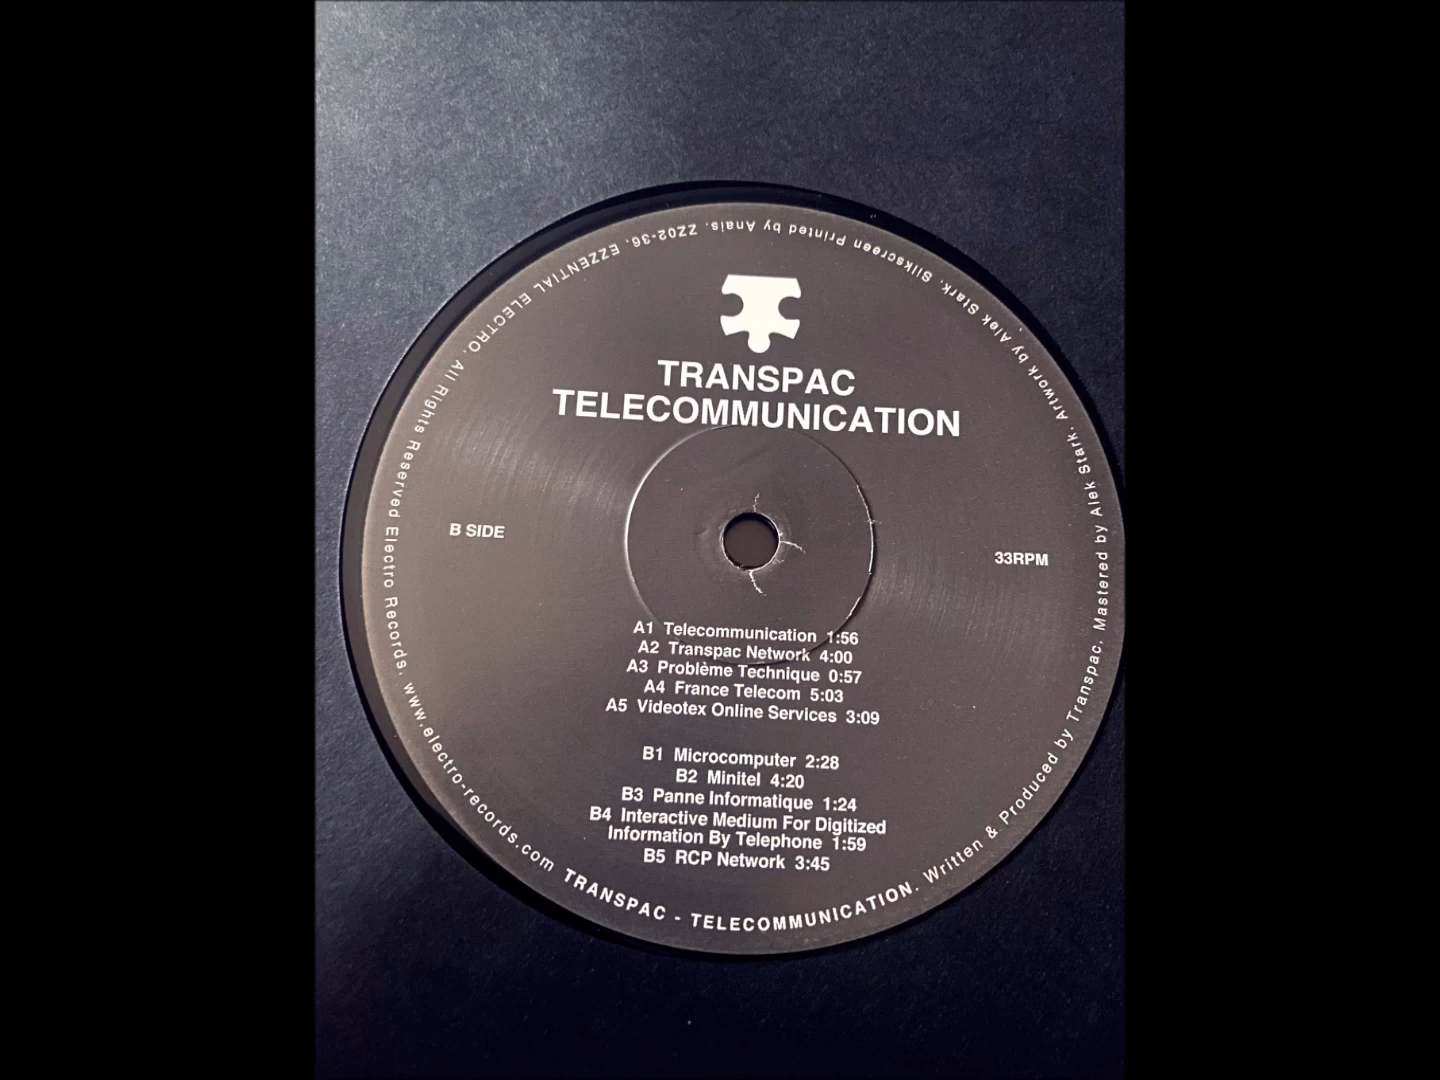 TRANSPAC
TELECOMMUNICATION
B SIDE
33RPM
A1 Telecommunication 1:56
A2 Transpac Network 4:00
A3 Problème Technique 0:57
A4 France Telecom 5:03
A5 Videotex Online Services 3:09
B1 Microcomputer 2:28
B2 Minitel 4:20
B3 Panne Informatique 1:24
B4 Interactive Medium For Digitized
Information By Telephone 1:59
B5 RCP Network 3:45
TRANSPAC - TELECOMMUNICATION. Written & Produced by Transpac. Mastered by Alek Stark. Artwork by Alek Stark. Silkscreen Printed by Anais. ZZ02-36. EZZENTIAL ELECTRO. All Rights Reserved Electro Records. www.electro-records.com